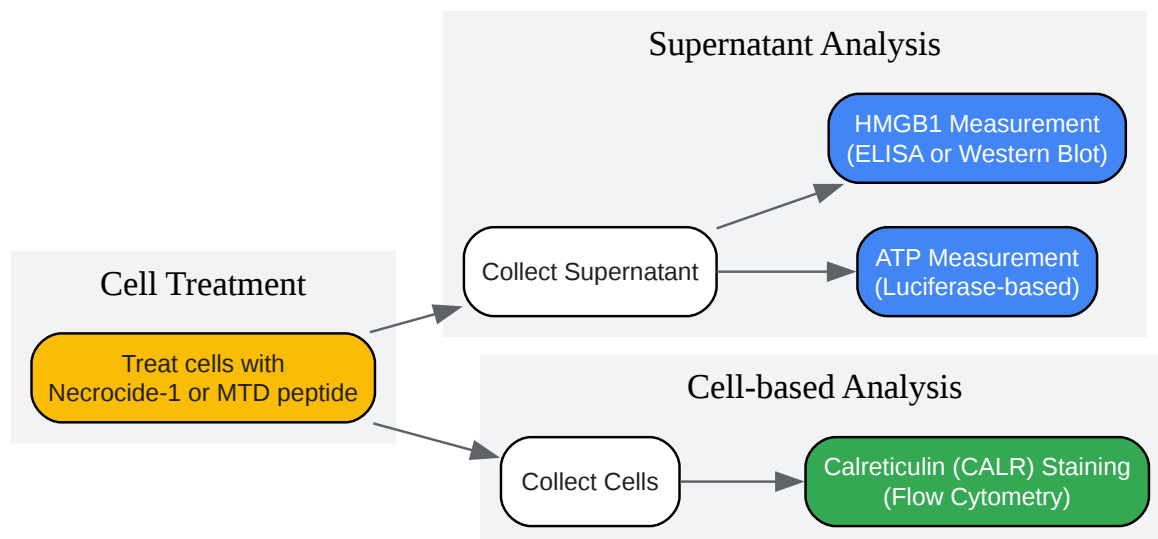 Supernatant Analysis
HMGB1 Measurement
(ELISA or Western Blot)
Collect Supernatant
ATP Measurement
(Luciferase-based)
Cell Treatment
Treat cells with
Necrocide-1 or MTD peptide
Cell-based Analysis
Collect Cells
Calreticulin (CALR) Staining
(Flow Cytometry)